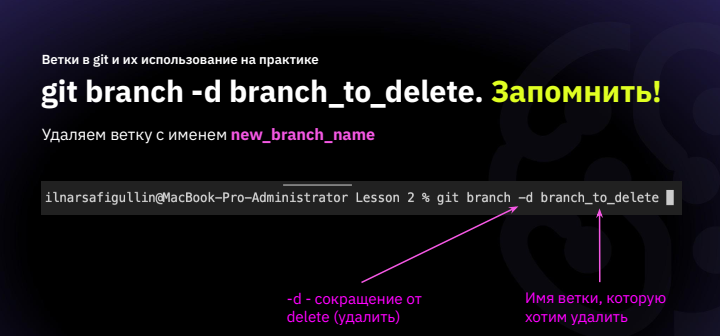 Ветки в git и их использование на практике
git branch -d branch_to_delete. Запомнить!
Удаляем ветку с именем new_branch_name
ilnarsafigullin@MacBook-Pro-Administrator Lesson 2 % git branch -d branch_to_delete
-d - сокращение от
delete (удалить)
Имя ветки, которую
хотим удалить